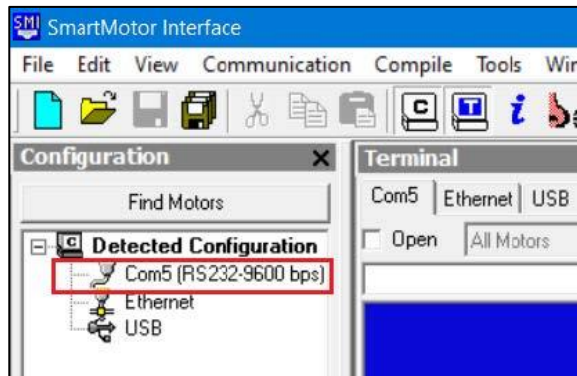 SMI SmartMotor Interface
File Edit View Communication Compile Tools
Configuration
Find Motors
Detected Configuration
Com5 (RS232-9600 bps)
Ethernet
USB
Terminal
Com5 Ethernet USB
Open All Motors